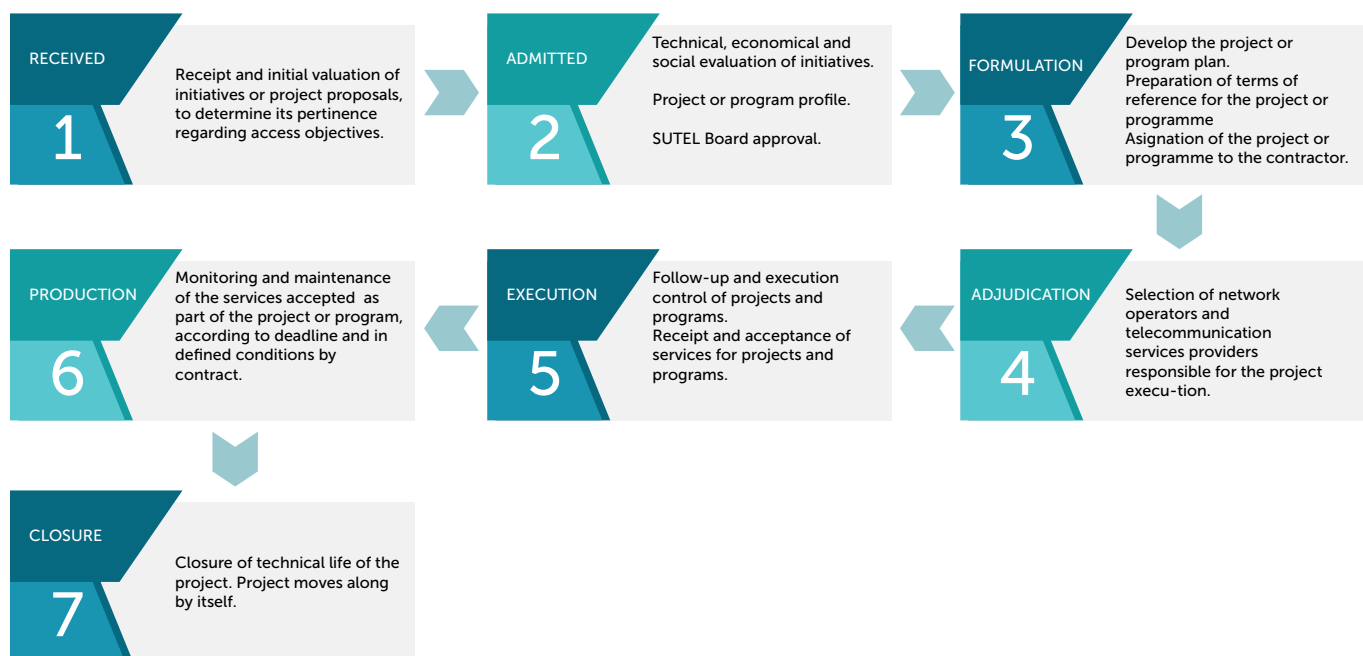 RECEIVED
1
Receipt and initial valuation of
initiatives or project proposals,
to determine its pertinence
regarding access objectives.
ADMITTED
2
Technical, economical and
social evaluation of initiatives.
Project or program profile.
SUTEL Board approval.
FORMULATION
3
Develop the project or
program plan.
Preparation of terms of
reference for the project or
programme
Asignation of the project or
programme to the contractor.
ADJUDICATION
4
Selection of network
operators and
telecommunication
services providers
responsible for the project
execu-tion.
EXECUTION
5
Follow-up and execution
control of projects and
programs.
Receipt and acceptance of
services for projects and
programs.
PRODUCTION
6
Monitoring and maintenance
of the services accepted as
part of the project or program,
according to deadline and in
defined conditions by
contract.
CLOSURE
7
Closure of technical life of the
project. Project moves along
by itself.